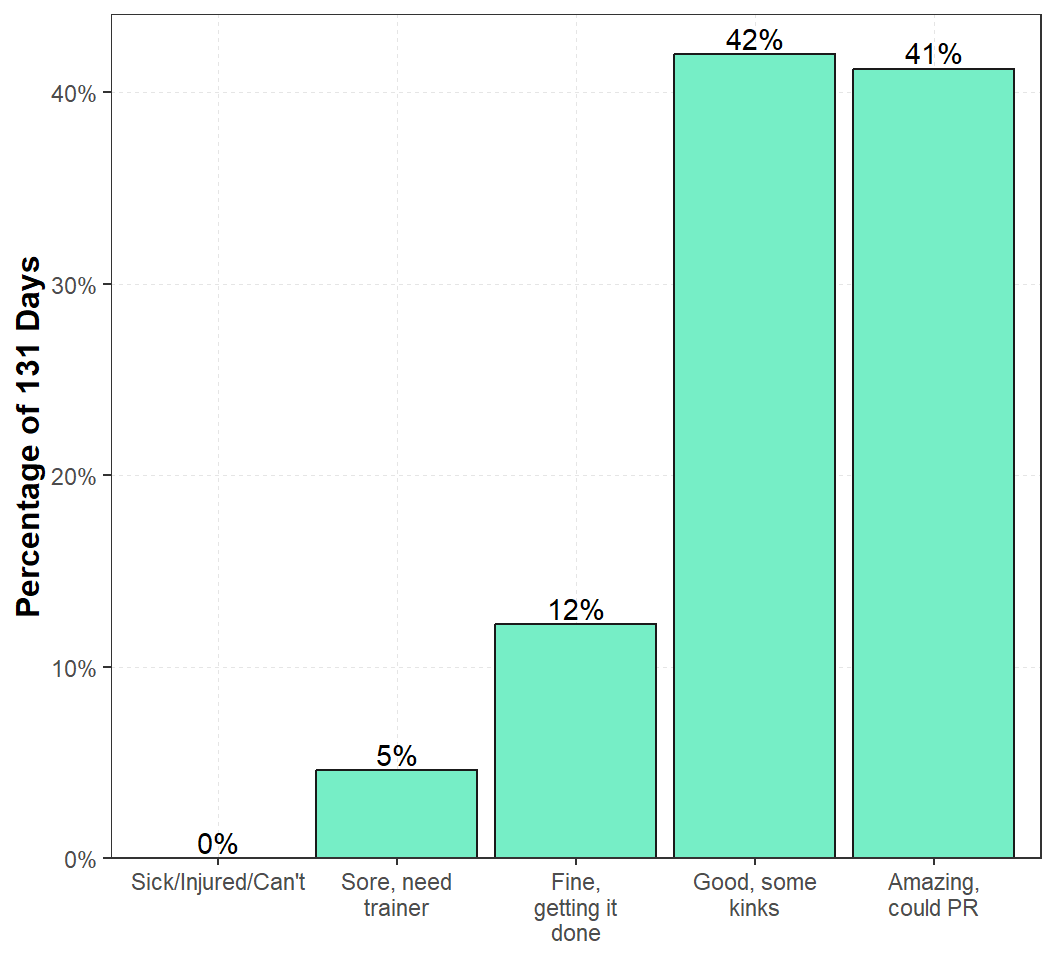 Percentage of 131 Days
40%
30%
20%
10%
0%
0%
5%
12%
42%
41%
Sick/Injured/Can't
Sore, need
trainer
Fine,
getting it
done
Good, some
kinks
Amazing,
could PR